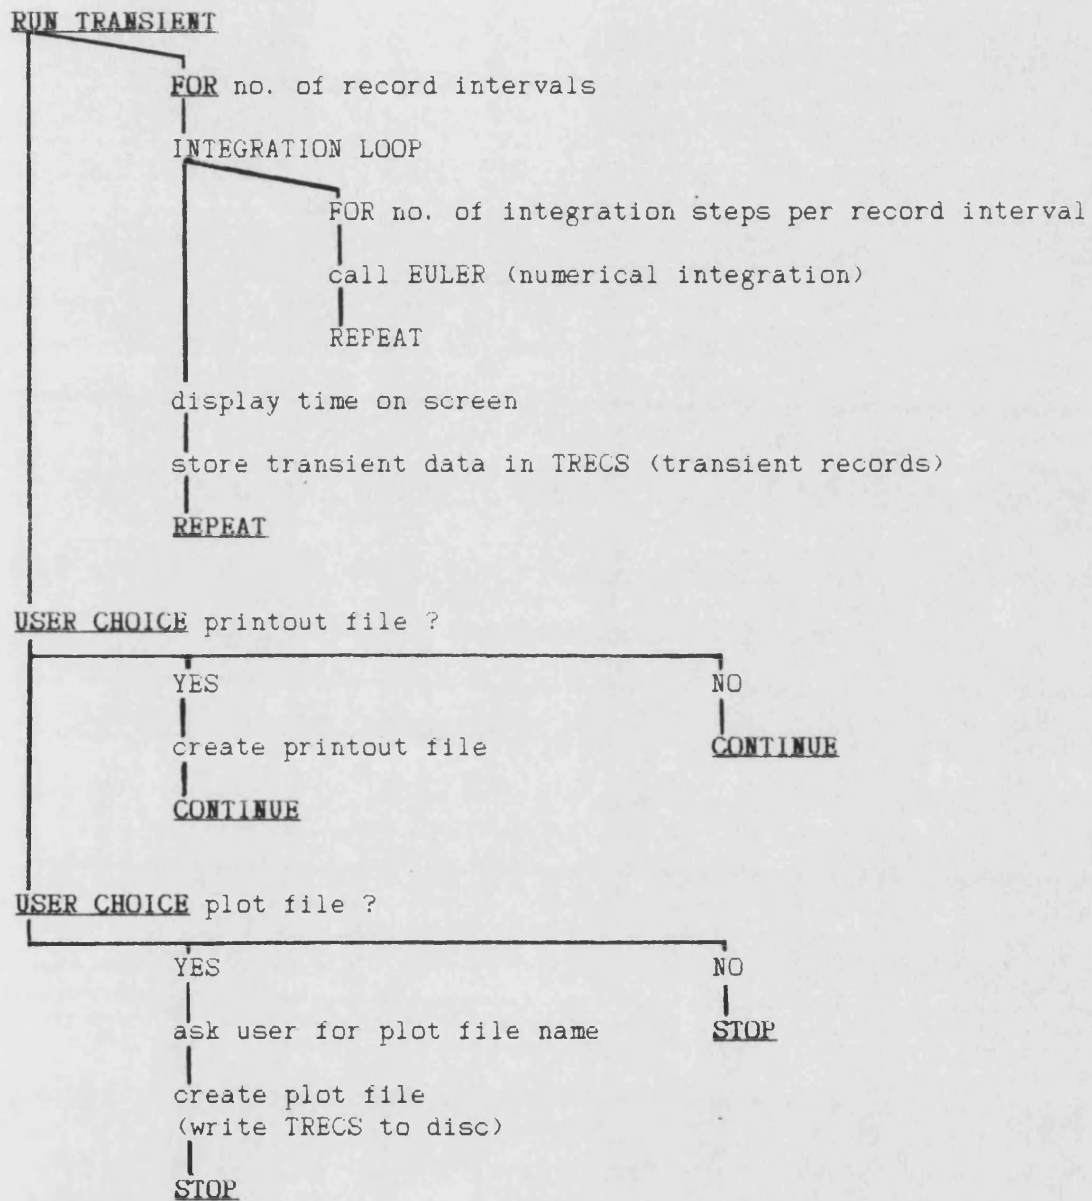 RUN TRANSIENT
FOR no. of record intervals
INTEGRATION LOOP
FOR no. of integration steps per record interval
call EULER (numerical integration)
REPEAT
display time on screen
store transient data in TRECS (transient records)
REPEAT
USER CHOICE printout file ?
YES NO
create printout file CONTINUE
CONTINUE
USER CHOICE plot file ?
YES NO
ask user for plot file name STOP
create plot file
(write TRECS to disc)
STOP